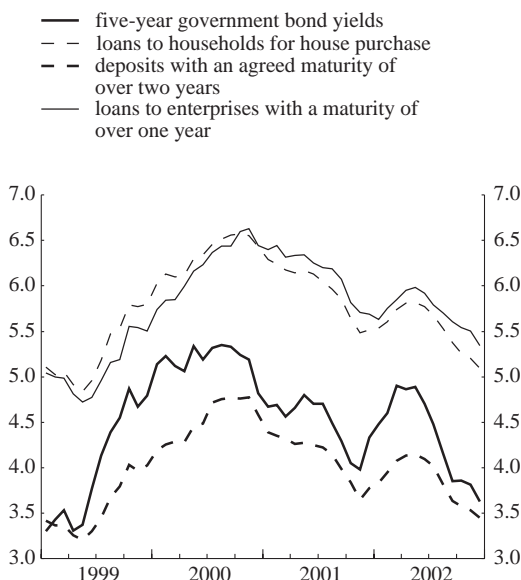 five-year government bond yields
loans to households for house purchase
deposits with an agreed maturity of
over two years
loans to enterprises with a maturity of
over one year
7.0 7.0
6.5 6.5
6.0 6.0
5.5 5.5
5.0 5.0
4.5 4.5
4.0 4.0
3.5 3.5
3.0 3.0
1999 2000 2001 2002